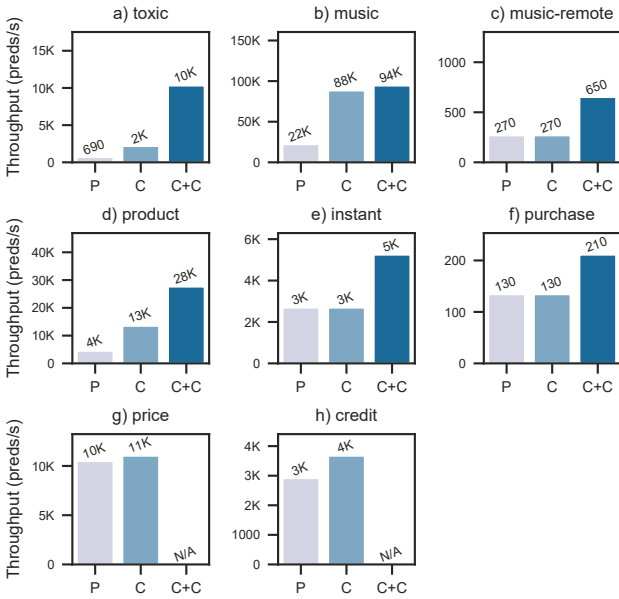 a) toxic
Throughput (preds/s)
15K
10K
5K
0
690
2K
10K
P C C+C
b) music
150K
100K
50K
0
22K
88K
94K
P C C+C
c) music-remote
1000
500
0
270
270
650
P C C+C
d) product
Throughput (preds/s)
40K
30K
20K
10K
0
4K
13K
28K
P C C+C
e) instant
6K
4K
2K
0
3K
3K
5K
P C C+C
f) purchase
200
100
0
130
130
210
P C C+C
g) price
Throughput (preds/s)
10K
5K
0
10K
11K
N/A
P C C+C
h) credit
4K
3K
2K
1000
0
3K
4K
N/A
P C C+C